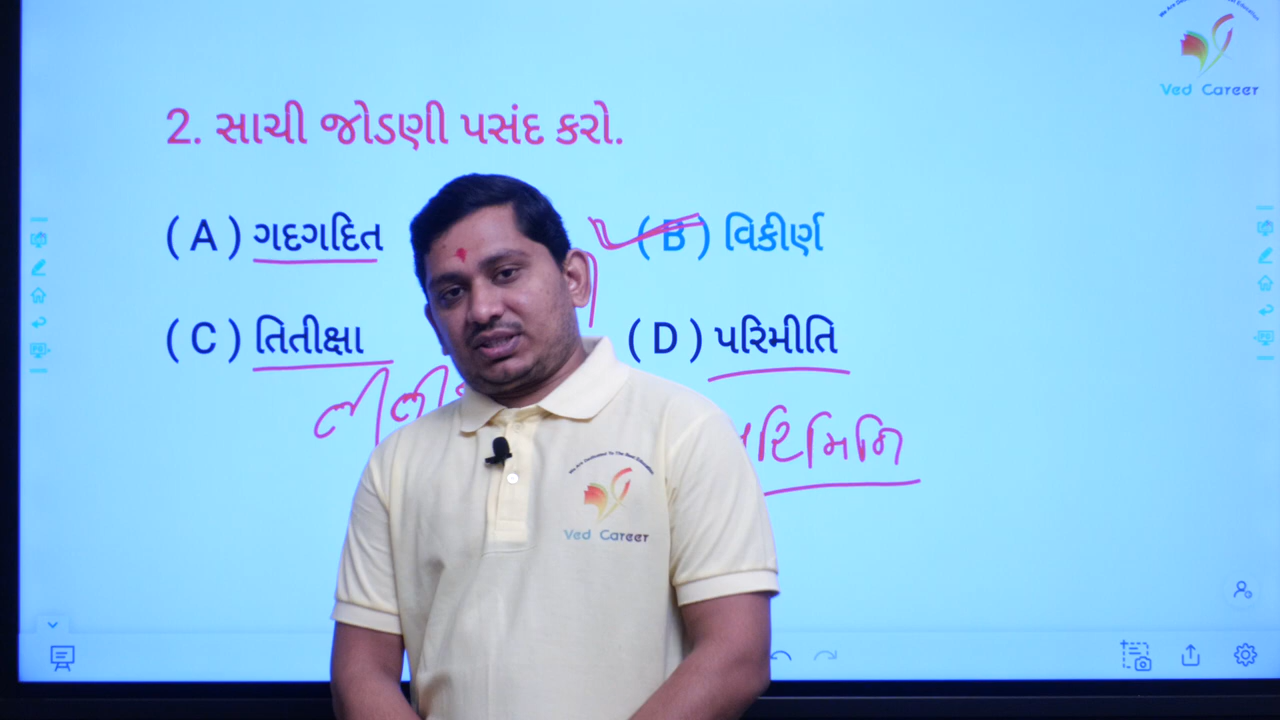 Ved Career
2. સાચી જોડણી પસંદ કરો.
( A ) ગદગદિત ( B ) વિકીર્ણ
( C ) તિતીક્ષા ( D ) પરિમીતિ
Ved Career